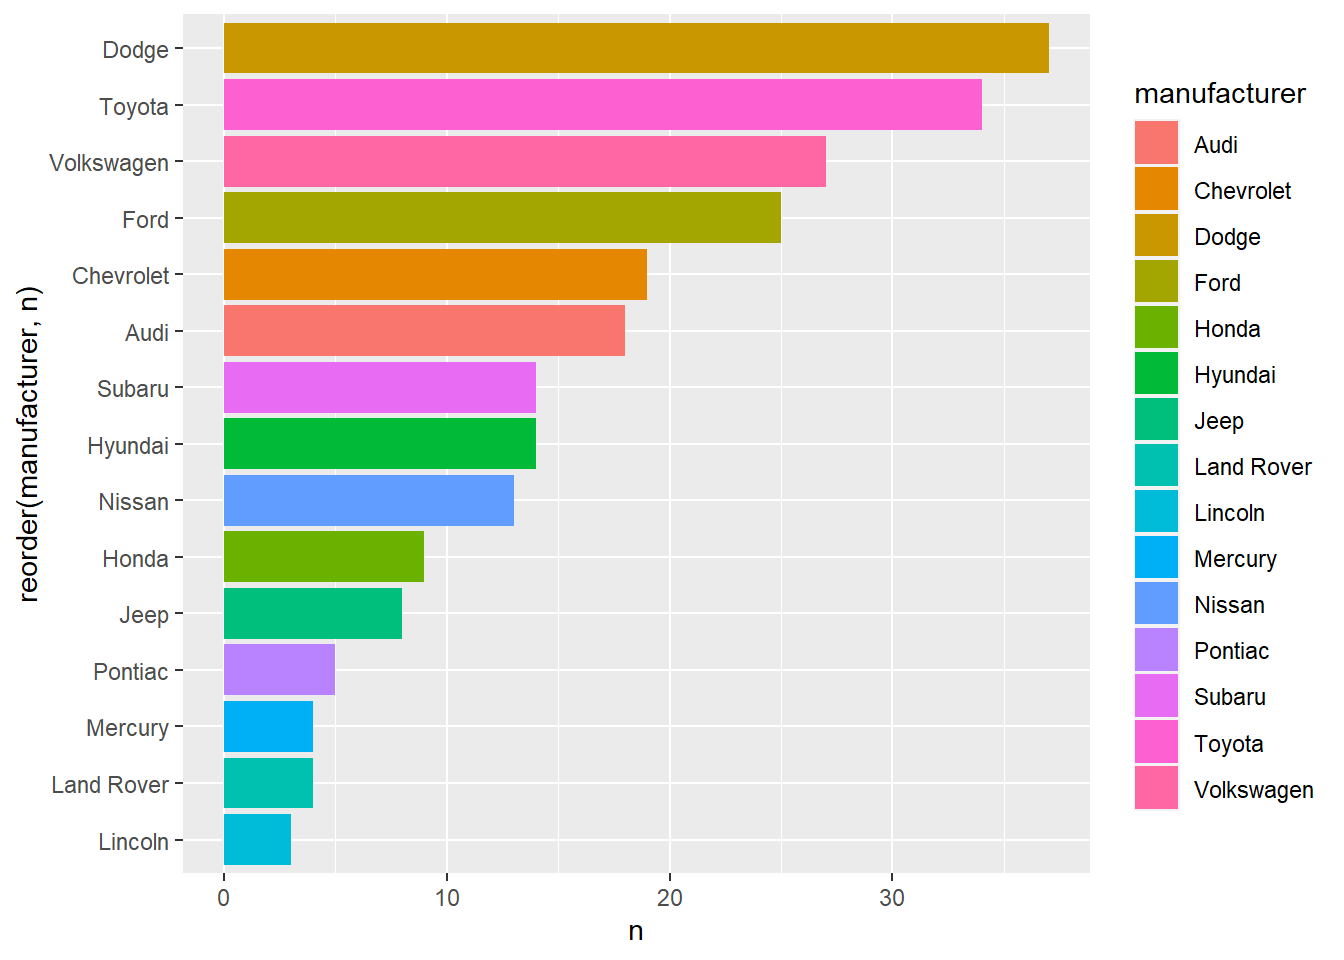 reorder(manufacturer, n)
Dodge
Toyota
Volkswagen
Ford
Chevrolet
Audi
Subaru
Hyundai
Nissan
Honda
Jeep
Pontiac
Mercury
Land Rover
Lincoln
0 10 20 30
n
manufacturer
Audi
Chevrolet
Dodge
Ford
Honda
Hyundai
Jeep
Land Rover
Lincoln
Mercury
Nissan
Pontiac
Subaru
Toyota
Volkswagen